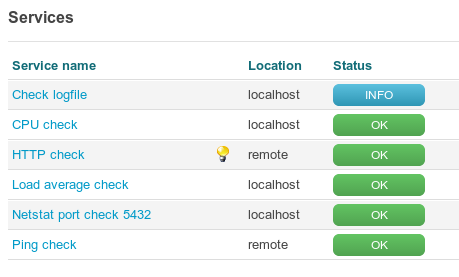 Services
Service name Location Status
Check logfile localhost INFO
CPU check localhost OK
HTTP check remote OK
Load average check localhost OK
Netstat port check 5432 localhost OK
Ping check remote OK